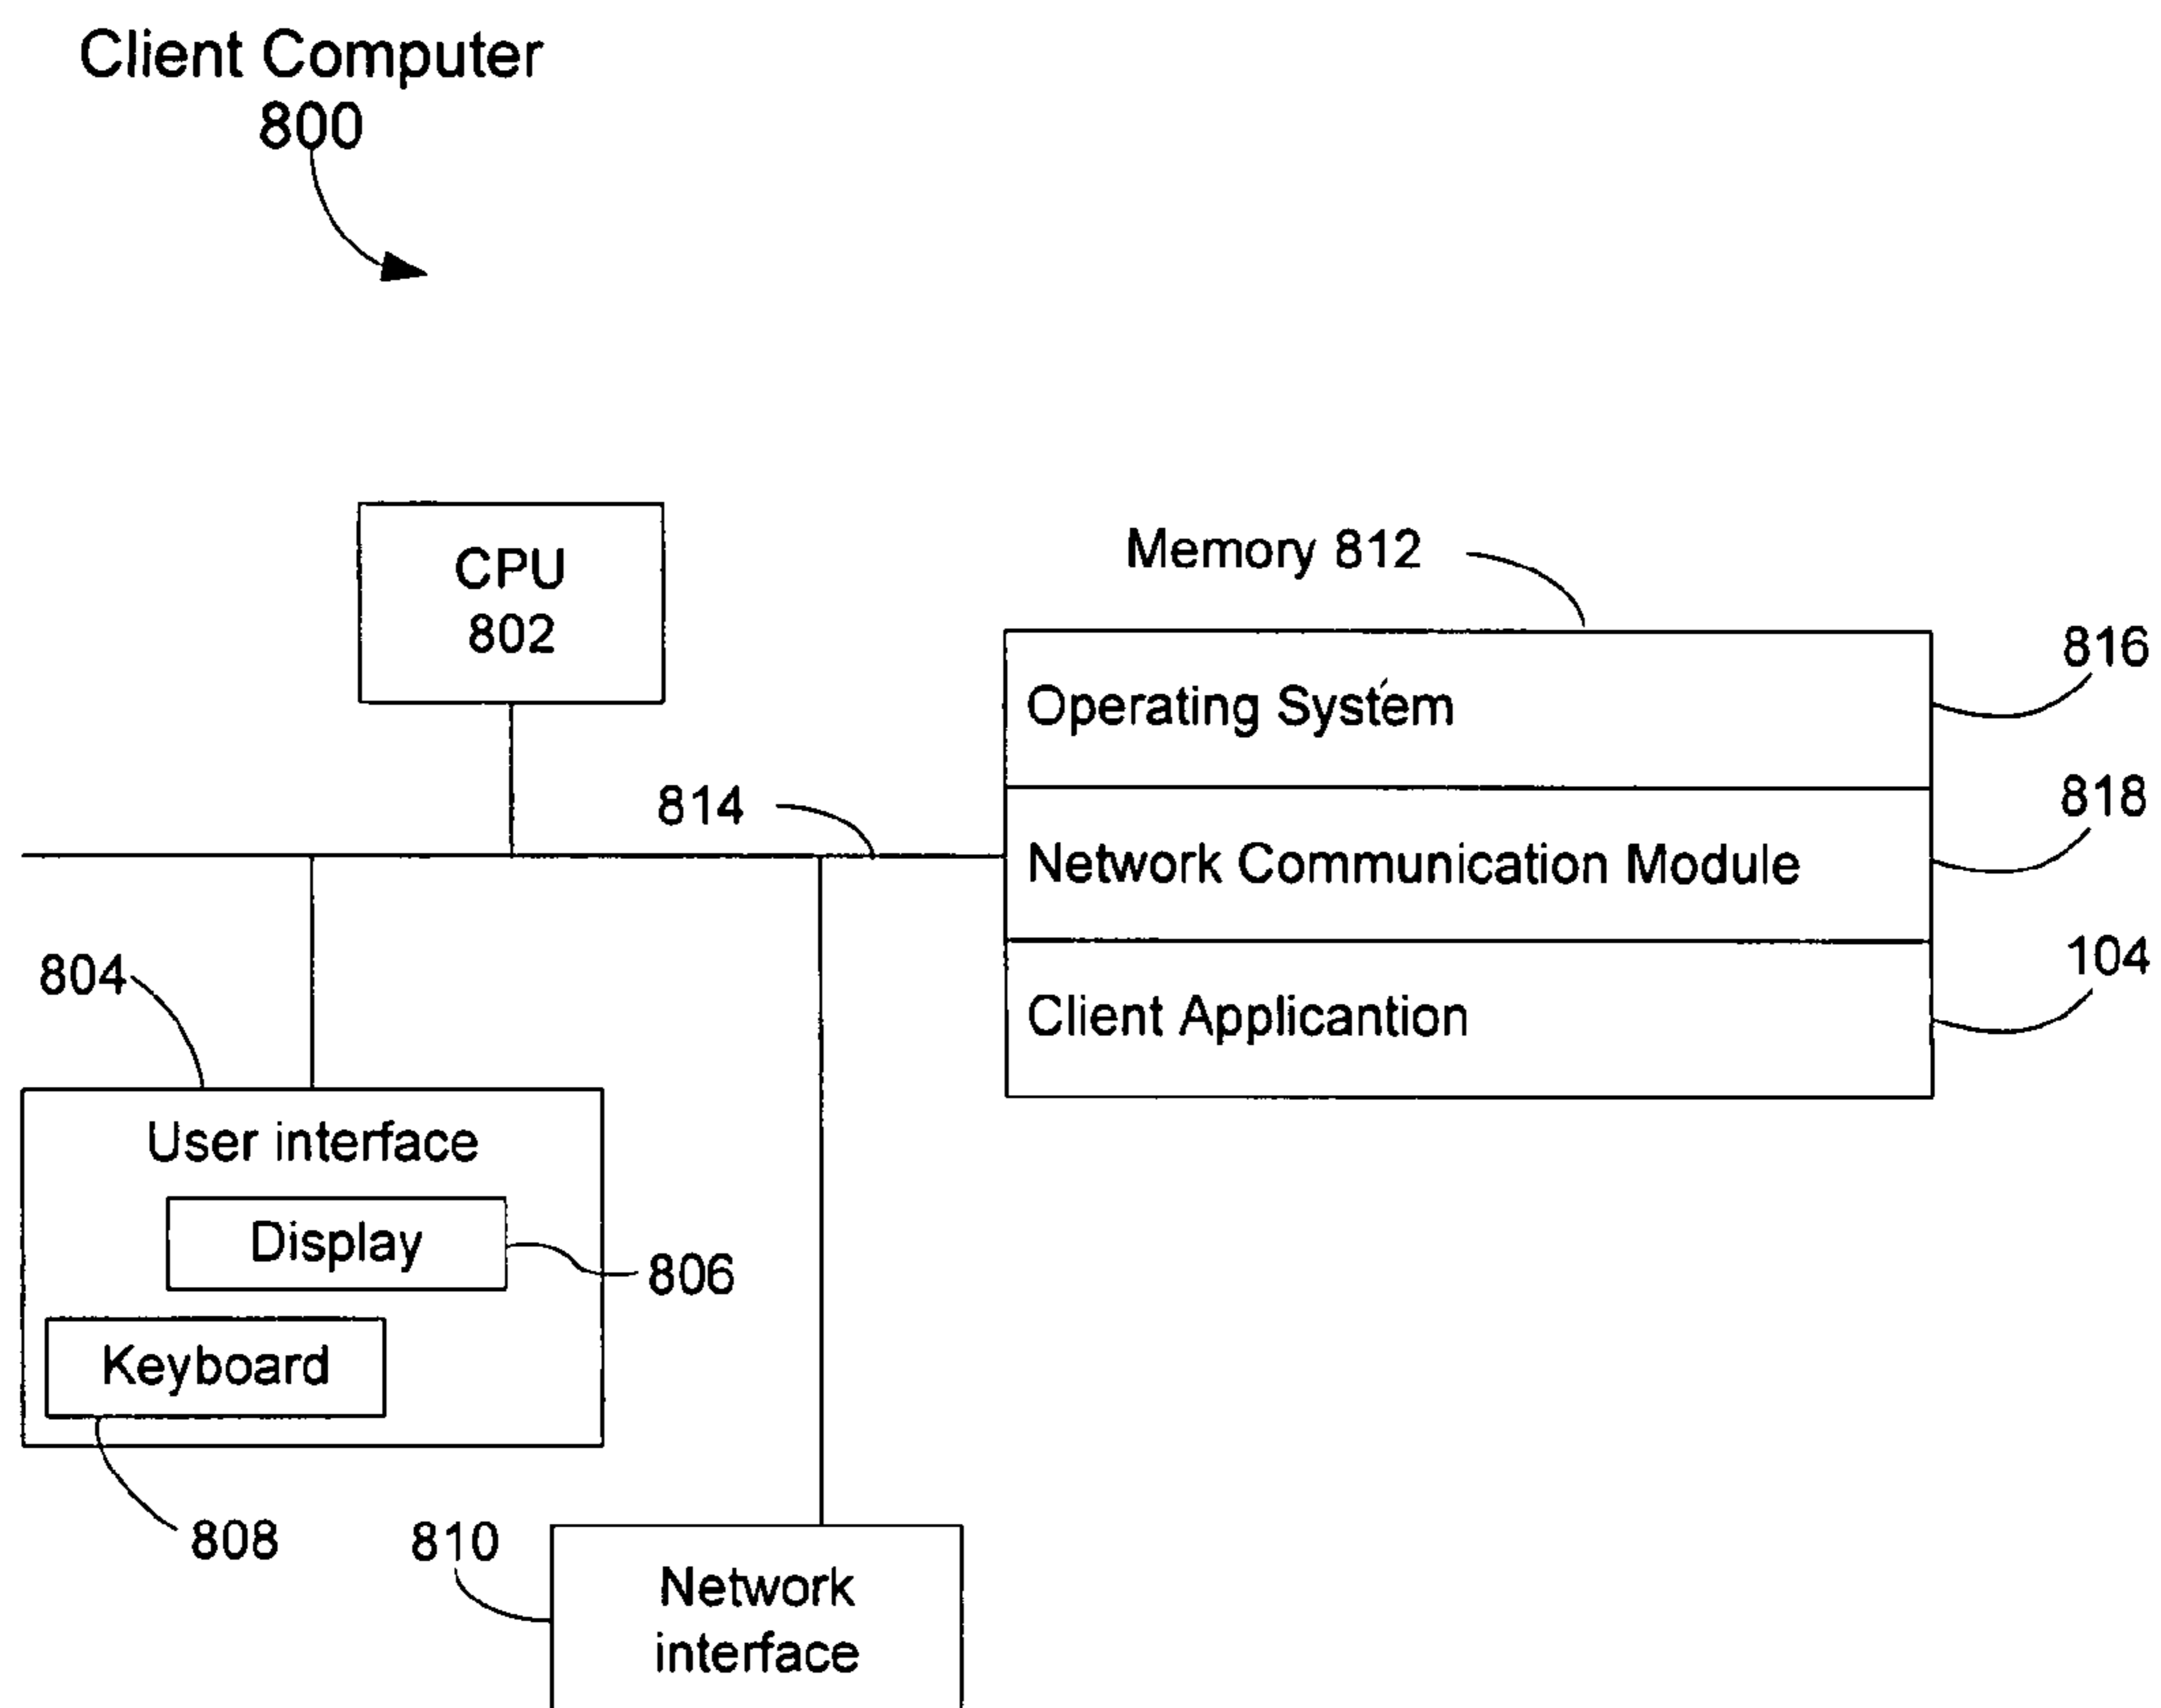 Client Computer
800
CPU
802
Memory 812
816
Operating System
814
818
Network Communication Module
804
104
Client Applicantion
User interface
Display
806
Keyboard
808
810
Network
interface